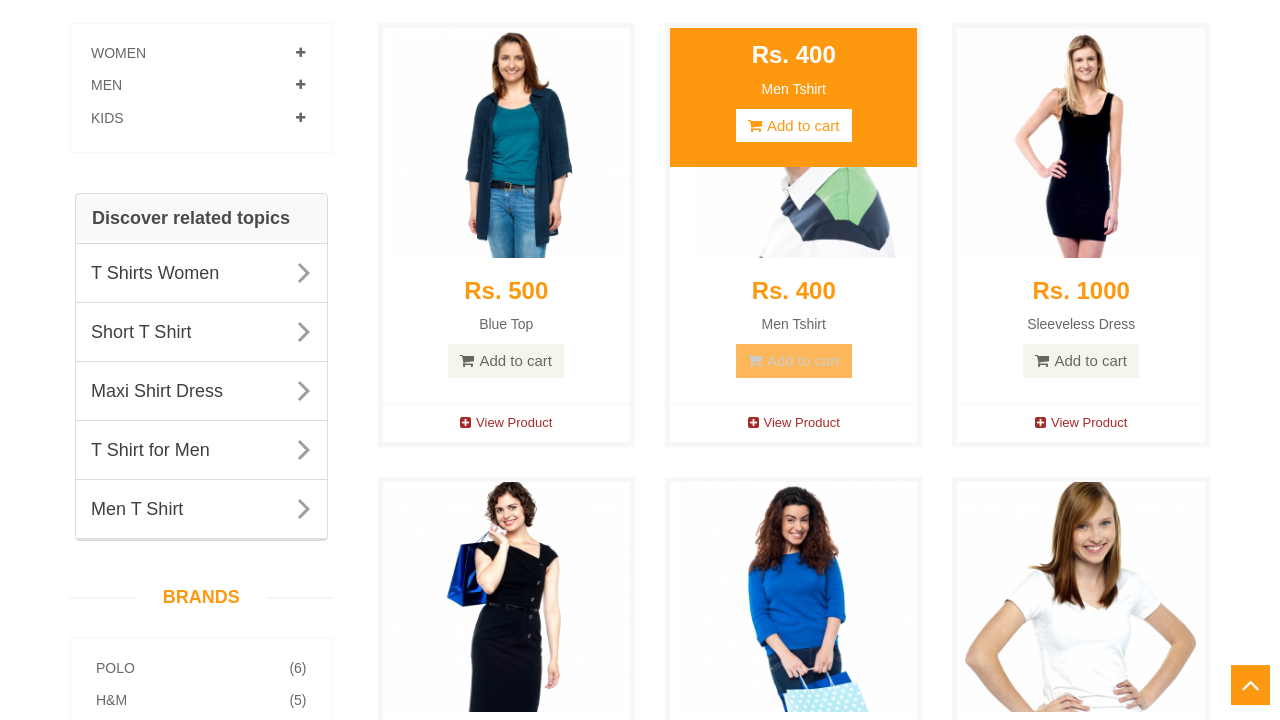 WOMEN
MEN
KIDS
Discover related topics
T Shirts Women
Short T Shirt
Maxi Shirt Dress
T Shirt for Men
Men T Shirt
BRANDS
POLO (6)
H&M (5)
Rs. 500
Blue Top
Add to cart
View Product
Rs. 400
Men Tshirt
Add to cart
Rs. 400
Men Tshirt
Add to cart
View Product
Rs. 1000
Sleeveless Dress
Add to cart
View Product